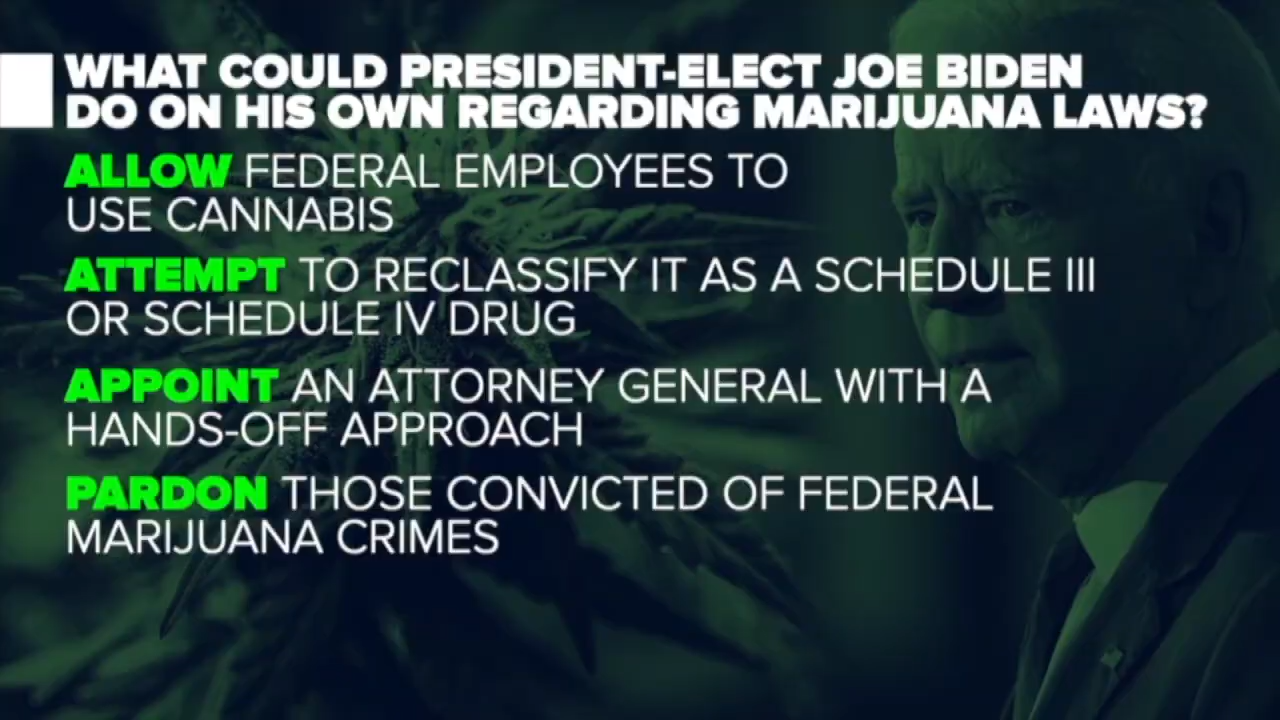 WHAT COULD PRESIDENT-ELECT JOE BIDEN
DO ON HIS OWN REGARDING MARIJUANA LAWS?
ALLOW FEDERAL EMPLOYEES TO
USE CANNABIS
ATTEMPT TO RECLASSIFY IT AS A SCHEDULE III
OR SCHEDULE IV DRUG
APPOINT AN ATTORNEY GENERAL WITH A
HANDS-OFF APPROACH
PARDON THOSE CONVICTED OF FEDERAL
MARIJUANA CRIMES